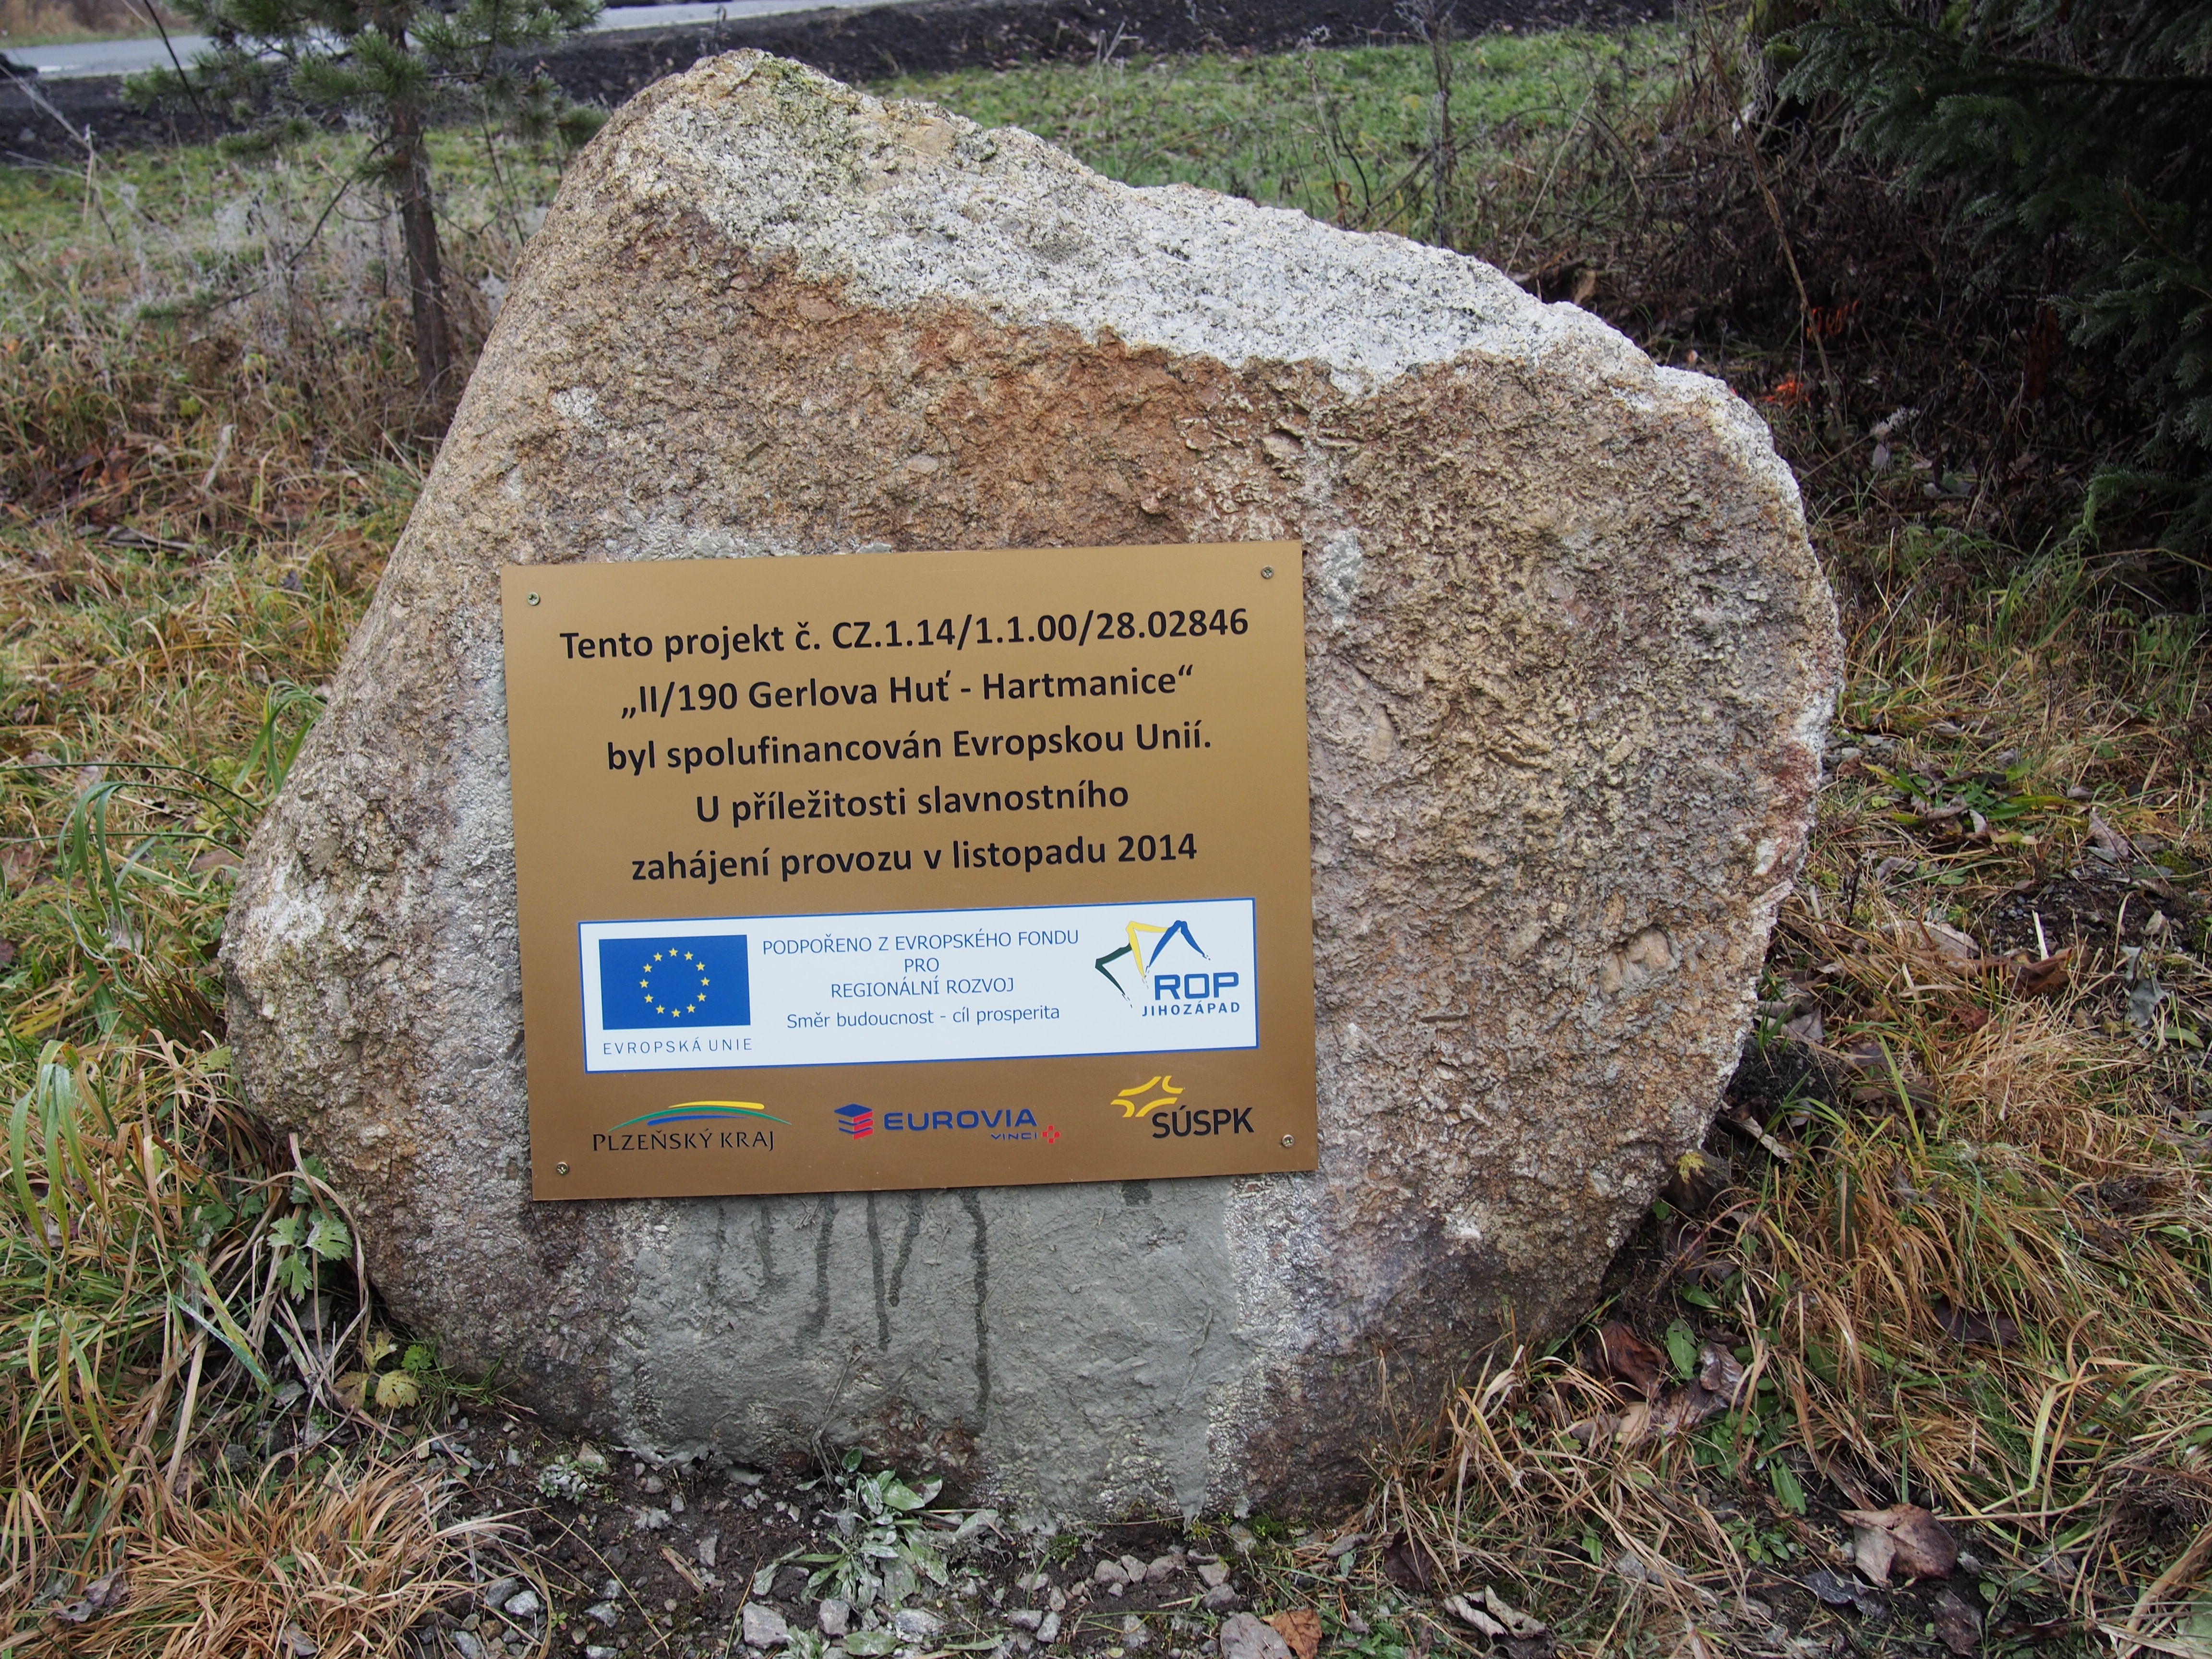 Tento projekt č. CZ.1.14/1.1.00/28.02846
„II/190 Gerlova Huť - Hartmanice“
byl spolufinancován Evropskou Unií.
U příležitosti slavnostního
zahájení provozu v listopadu 2014
PODPOŘENO Z EVROPSKÉHO FONDU
PRO
REGIONÁLNÍ ROZVOJ
Směr budoucnost - cíl prosperita
EVROPSKÁ UNIE
ROP
JIHOZÁPAD
PLZEŇSKÝ KRAJ
EUROVIA
VINCI
SÚSPK